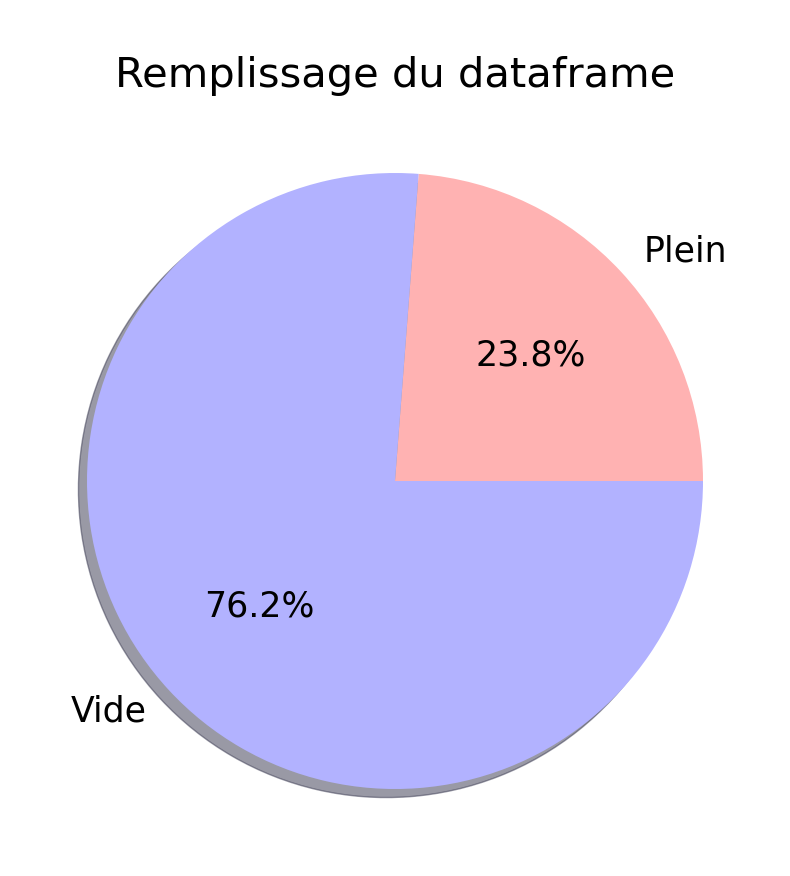 Remplissage du dataframe
Plein
23.8%
76.2%
Vide